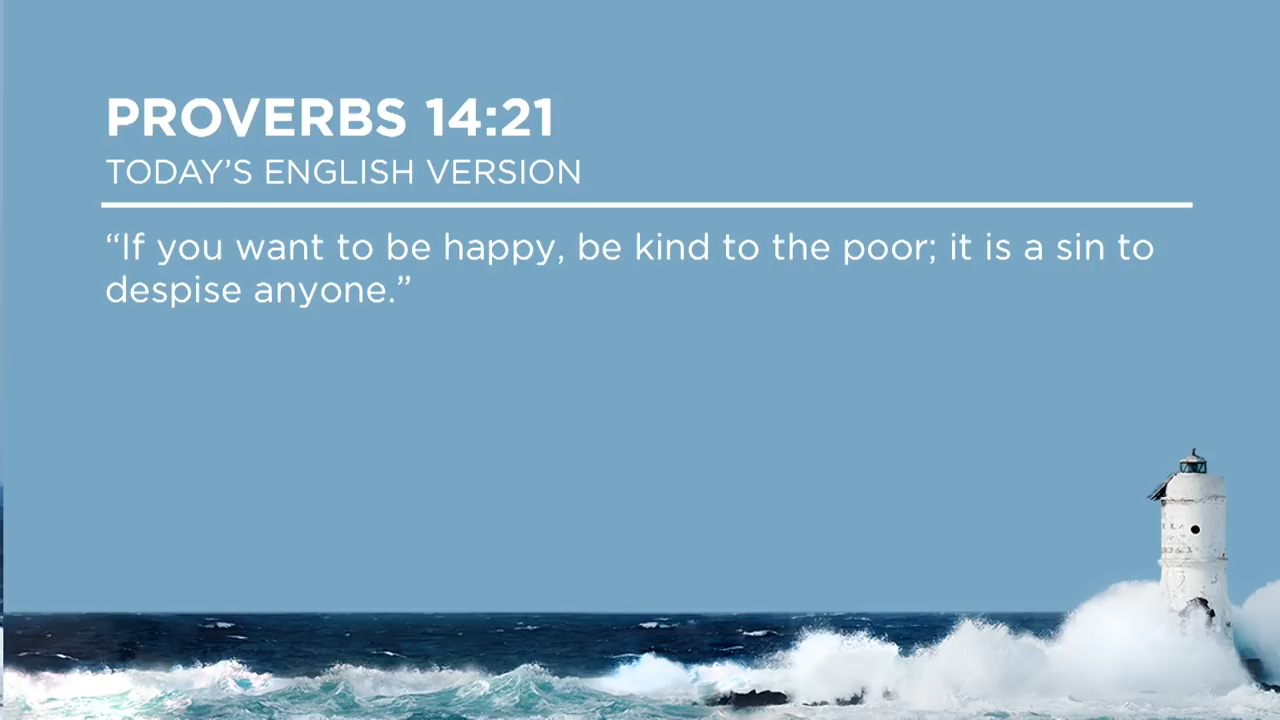 PROVERBS 14:21
TODAY’S ENGLISH VERSION
“If you want to be happy, be kind to the poor; it is a sin to
despise anyone.”